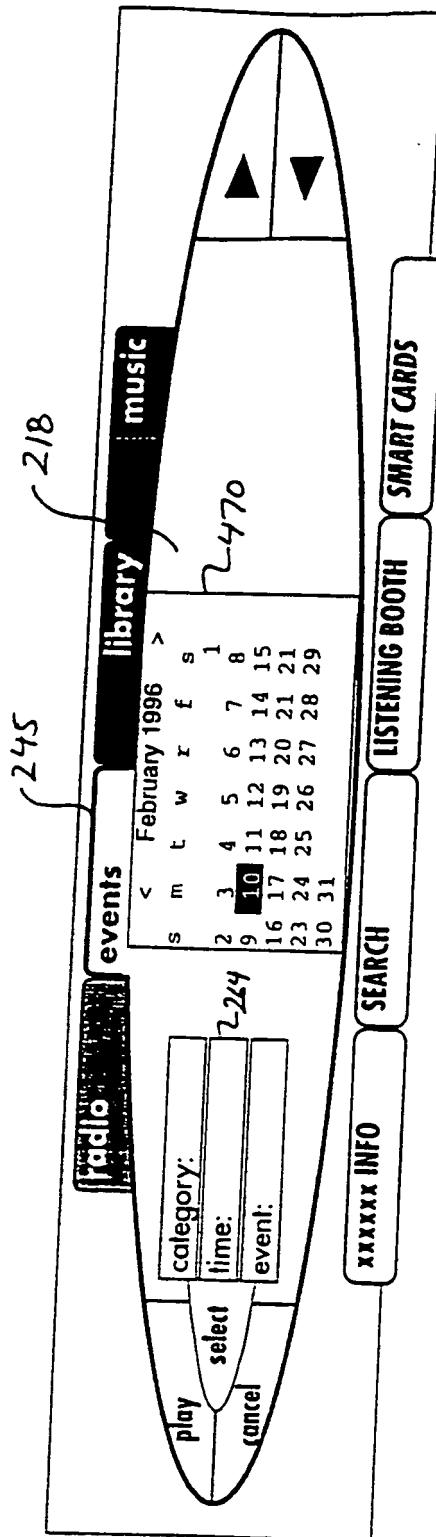 245
218
radio
events
library
music
< February 1996 >
s m t w r f s
1
2 3 4 5 6 7 8
9 10 11 12 13 14 15
16 17 18 19 20 21 21
23 24 25 26 27 28 29
30 31
470
264
play
select
cancel
category:
time:
event:
xxxxxx INFO
SEARCH
LISTENING BOOTH
SMART CARDS